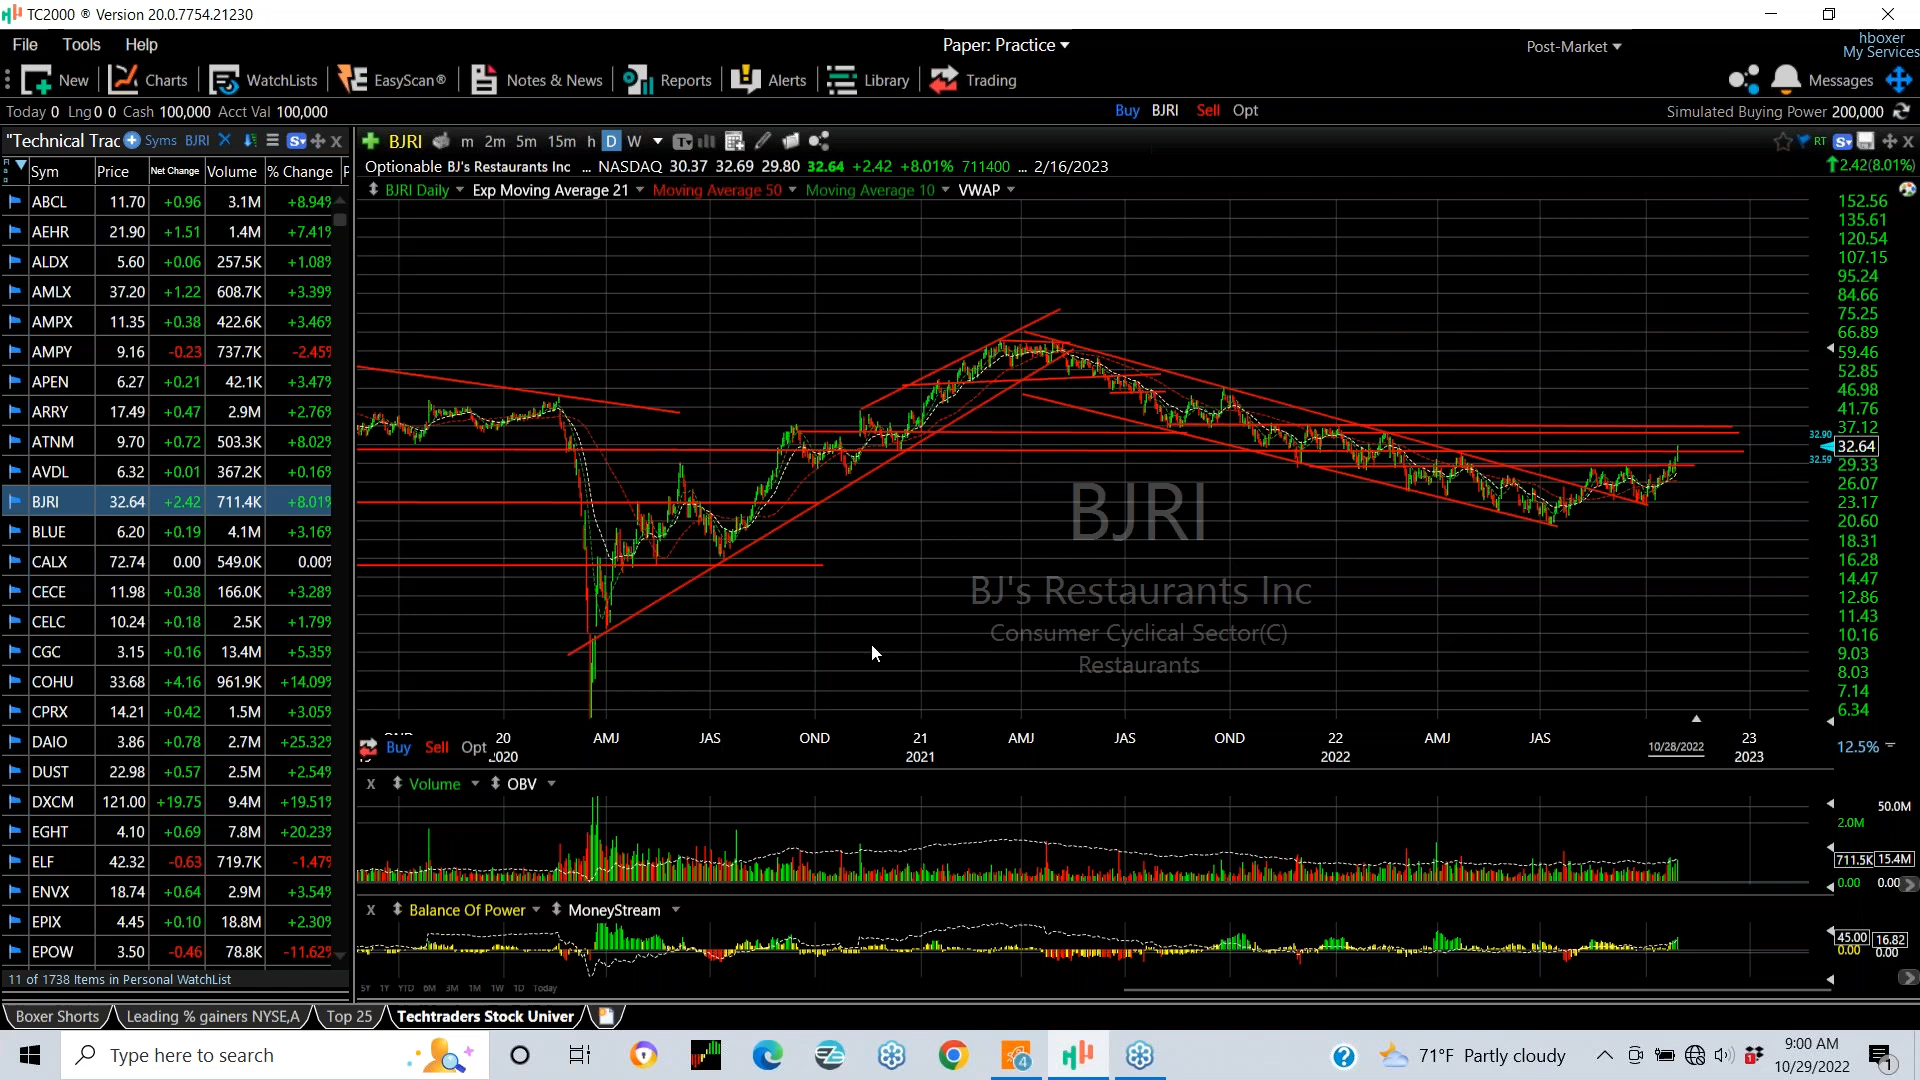 TC2000 ® Version 20.0.7754.21230
File Tools Help
Paper: Practice
Post-Market
hboxer
My Services
New Charts WatchLists EasyScan® Notes & News Reports Alerts Library Trading Messages
Today 0 Lng 0 0 Cash 100,000 Acct Val 100,000
Buy BJRI Sell Opt
Simulated Buying Power 200,000
"Technical Trac Syms BJRI
BJRI m 2m 5m 15m h D W
RT
Sym Price Net Change Volume % Change P
Optionable BJ's Restaurants Inc ... NASDAQ 30.37 32.69 29.80 32.64 +2.42 +8.01% 711400 ... 2/16/2023
2.42(8.01%)
BJRI Daily Exp Moving Average 21 Moving Average 50 Moving Average 10 VWAP
ABCL 11.70 +0.96 3.1M +8.94%
AEHR 21.90 +1.51 1.4M +7.41%
ALDX 5.60 +0.06 257.5K +1.08%
AMLX 37.20 +1.22 608.7K +3.39%
AMPX 11.35 +0.38 422.6K +3.46%
AMPY 9.16 -0.23 737.7K -2.45%
APEN 6.27 +0.21 42.1K +3.47%
ARRY 17.49 +0.47 2.9M +2.76%
ATNM 9.70 +0.72 503.3K +8.02%
AVDL 6.32 +0.01 367.2K +0.16%
BJRI 32.64 +2.42 711.4K +8.01%
BLUE 6.20 +0.19 4.1M +3.16%
CALX 72.74 0.00 549.0K 0.00%
CECE 11.98 +0.38 166.0K +3.28%
CELC 10.24 +0.18 2.5K +1.79%
CGC 3.15 +0.16 13.4M +5.35%
COHU 33.68 +4.16 961.9K +14.09%
CPRX 14.21 +0.42 1.5M +3.05%
DAIO 3.86 +0.78 2.7M +25.32%
DUST 22.98 +0.57 2.5M +2.54%
DXCM 121.00 +19.75 9.4M +19.51%
EGHT 4.10 +0.69 7.8M +20.23%
ELF 42.32 -0.63 719.7K -1.47%
ENVX 18.74 +0.64 2.9M +3.54%
EPIX 4.45 +0.10 18.8M +2.30%
EPOW 3.50 -0.46 78.8K -11.62%
11 of 1738 Items in Personal WatchList
BJRI
BJ's Restaurants Inc
Consumer Cyclical Sector(C)
Restaurants
152.56
135.61
120.54
107.15
95.24
84.66
75.25
66.89
59.46
52.85
46.98
41.76
37.12
32.90
32.64
32.59
29.33
26.07
23.17
20.60
18.31
16.28
14.47
12.86
11.43
10.16
9.03
8.03
7.14
6.34
12.5%
20 AMJ JAS OND 21 AMJ JAS OND 22 AMJ JAS 10/28/2022 23
2020 2021 2022 2023
Buy Sell Opt
X Volume OBV
50.0M
2.0M
711.5K 15.4M
0.00 0.00
X Balance Of Power MoneyStream
45.00 16.82
0.00 0.00
5Y 1Y YTD 6M 3M 1M 1W 1D Today
Boxer Shorts Leading % gainers NYSE,A Top 25 Techtraders Stock Univer
Type here to search
4
71°F Partly cloudy
9:00 AM
10/29/2022
1